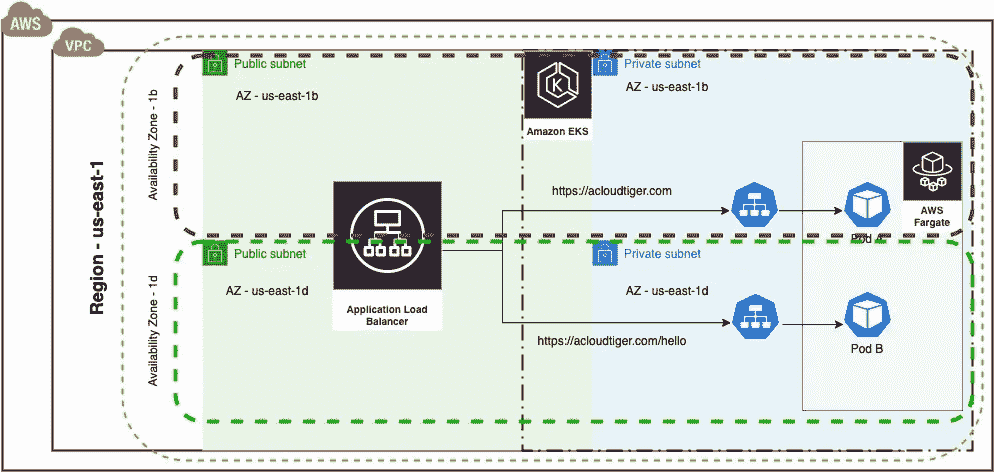 AWS
VPC
Public subnet
Private subnet
AZ - us-east-1b
AZ - us-east-1b
Amazon EKS
Availability Zone - 1b
Region - us-east-1
https://acloudtiger.com
AWS
Fargate
Pod A
Public subnet
Private subnet
AZ - us-east-1d
AZ - us-east-1d
Availability Zone - 1d
Application Load
Balancer
https://acloudtiger.com/hello
Pod B